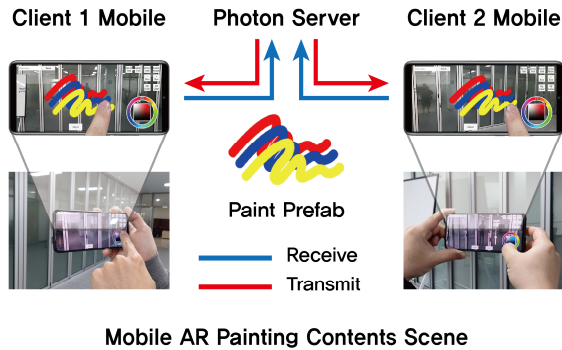 Client 1 Mobile
Photon Server
Client 2 Mobile
Paint Prefab
Receive
Transmit
Mobile AR Painting Contents Scene